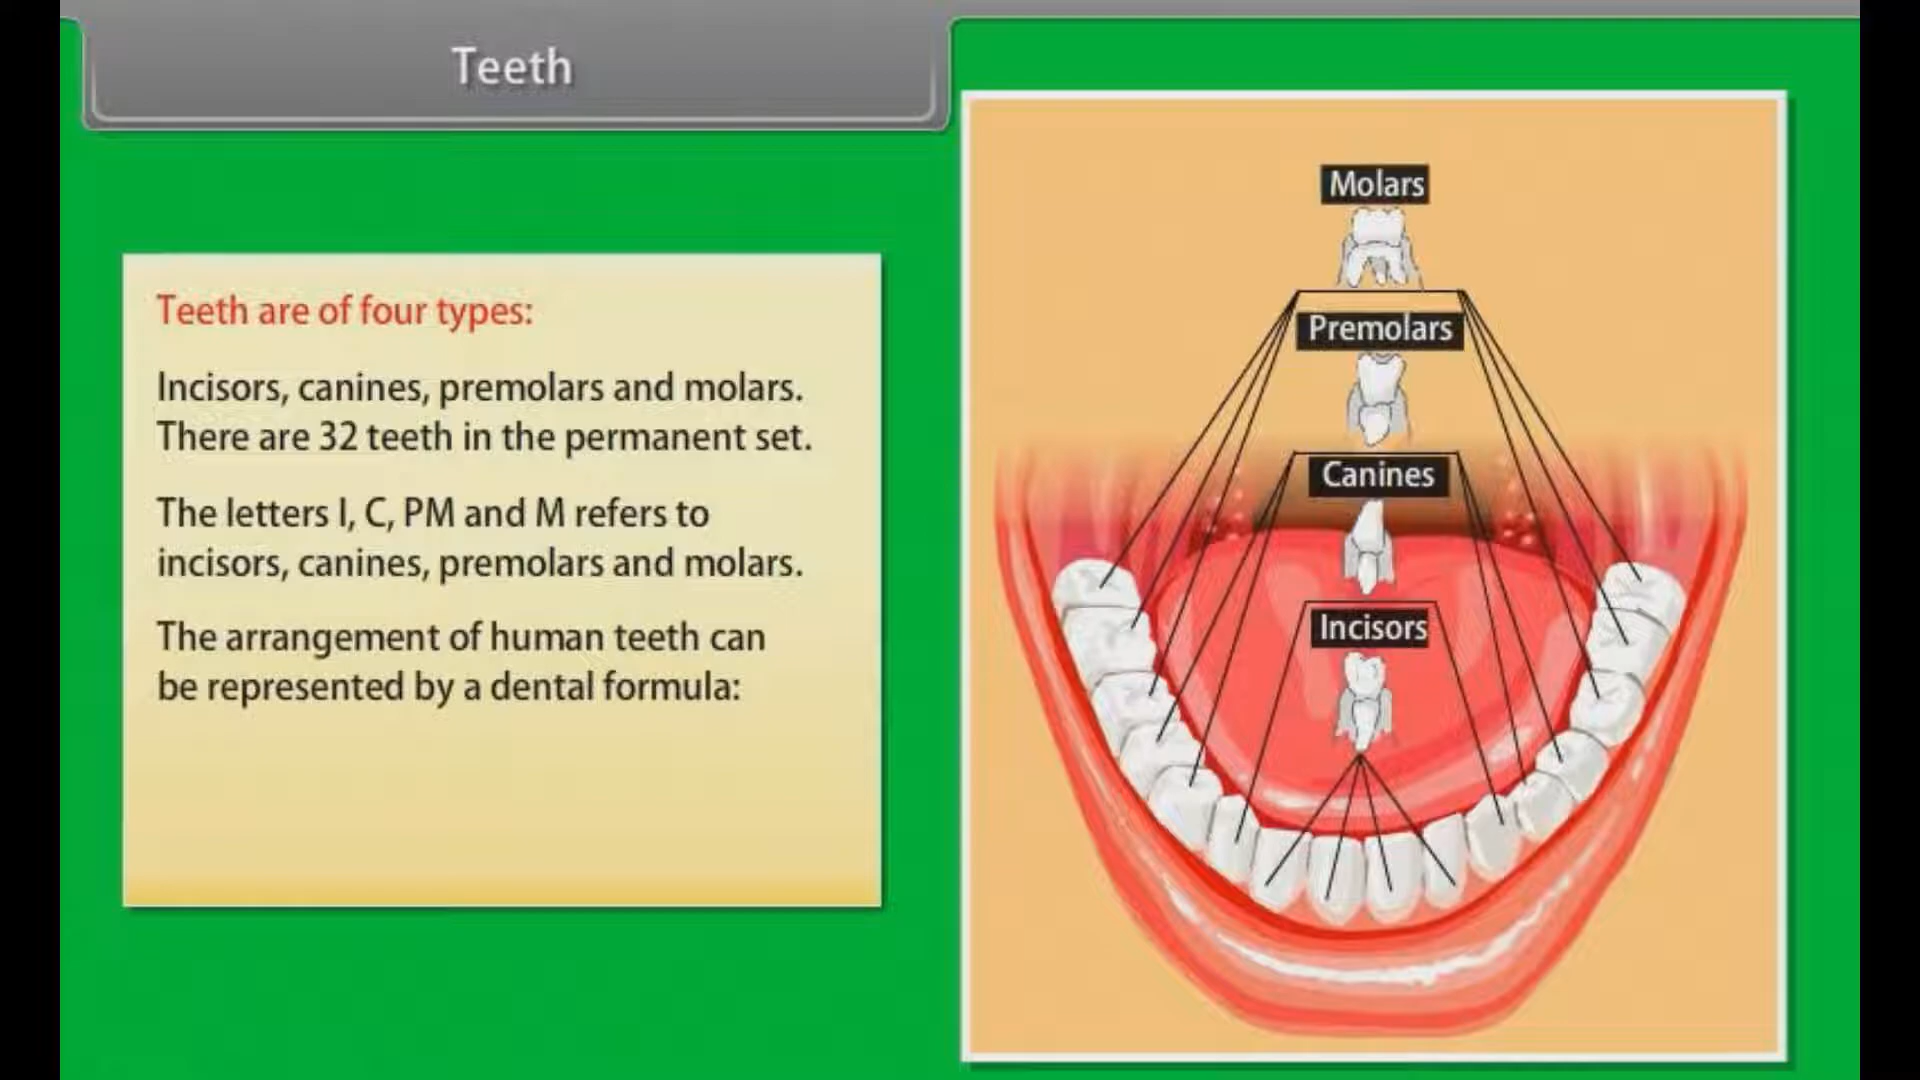 Teeth
Teeth are of four types:
Incisors, canines, premolars and molars.
There are 32 teeth in the permanent set.
The letters I, C, PM and M refers to
incisors, canines, premolars and molars.
The arrangement of human teeth can
be represented by a dental formula:
Molars
Premolars
Canines
Incisors